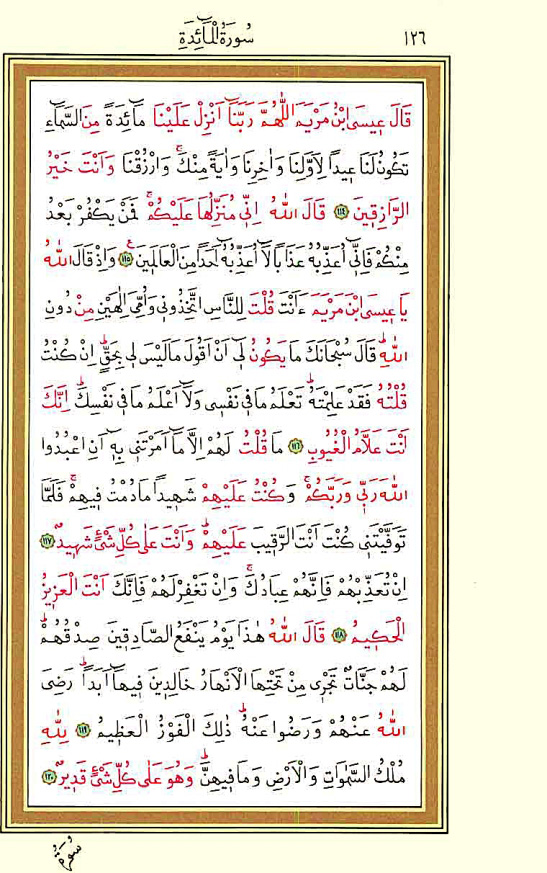 ١٢٦
سُورَةُ الْمَٓائِدَةِ
قَالَ ع۪يسَى ابْنُ مَرْيَمَ اللّٰهُمَّ رَبَّنَٓا اَنْزِلْ عَلَيْنَا مَٓائِدَةً مِنَ السَّمَٓاءِ
تَكُونُ لَنَا ع۪يداً لِاَوَّلِنَا وَاٰخِرِنَا وَاٰيَةً مِنْكَۚ وَارْزُقْنَا وَاَنْتَ خَيْرُ
الرَّازِق۪ينَ ﴿١١٤﴾ قَالَ اللّٰهُ اِنّ۪ي مُنَزِّلُهَا عَلَيْكُمْۚ فَمَنْ يَكْفُرْ بَعْدُ
مِنْكُمْ فَاِنّ۪ٓي اُعَذِّبُهُ عَذَاباً لَٓا اُعَذِّبُهُٓ اَحَداً مِنَ الْعَالَم۪ينَ۟ ﴿١١٥﴾ وَاِذْ قَالَ اللّٰهُ
يَا ع۪يسَى ابْنَ مَرْيَمَ ءَاَنْتَ قُلْتَ لِلنَّاسِ اتَّخِذُون۪ي وَاُمِّيَ اِلٰهَيْنِ مِنْ دُونِ
اللّٰهِۜ قَالَ سُبْحَانَكَ مَا يَكُونُ ل۪ٓي اَنْ اَقُولَ مَا لَيْسَ ل۪ي بِحَقٍّۜ اِنْ كُنْتُ
قُلْتُهُ فَقَدْ عَلِمْتَهُۜ تَعْلَمُ مَا ف۪ي نَفْس۪ي وَلَٓا اَعْلَمُ مَا ف۪ي نَفْسِكَۜ اِنَّكَ
اَنْتَ عَلَّامُ الْغُيُوبِ ﴿١١٦﴾ مَا قُلْتُ لَهُمْ اِلَّا مَٓا اَمَرْتَن۪ي بِه۪ٓ اَنِ اعْبُدُوا
اللّٰهَ رَبّ۪ي وَرَبَّكُمْۚ وَكُنْتُ عَلَيْهِمْ شَه۪يداً مَا دُمْتُ ف۪يهِمْۚ فَلَمَّا
تَوَفَّيْتَن۪ي كُنْتَ اَنْتَ الرَّق۪يبَ عَلَيْهِمْۜ وَاَنْتَ عَلٰى كُلِّ شَيْءٍ شَه۪يدٌ ﴿١١٧﴾
اِنْ تُعَذِّبْهُمْ فَاِنَّهُمْ عِبَادُكَۚ وَاِنْ تَغْفِرْ لَهُمْ فَاِنَّكَ اَنْتَ الْعَز۪يزُ
الْحَك۪يمُ ﴿١١٨﴾ قَالَ اللّٰهُ هٰذَا يَوْمُ يَنْفَعُ الصَّادِق۪ينَ صِدْقُهُمْۜ
لَهُمْ جَنَّاتٌ تَجْر۪ي مِنْ تَحْتِهَا الْاَنْهَارُ خَالِد۪ينَ ف۪يهَٓا اَبَداًۜ رَضِيَ
اللّٰهُ عَنْهُمْ وَرَضُوا عَنْهُۜ ذٰلِكَ الْفَوْزُ الْعَظ۪يمُ ﴿١١٩﴾ لِلّٰهِ
مُلْكُ السَّمٰوَاتِ وَالْاَرْضِ وَمَا ف۪يهِنَّۜ وَهُوَ عَلٰى كُلِّ شَيْءٍ قَد۪يرٌ ﴿١٢٠﴾
سُورَةُ